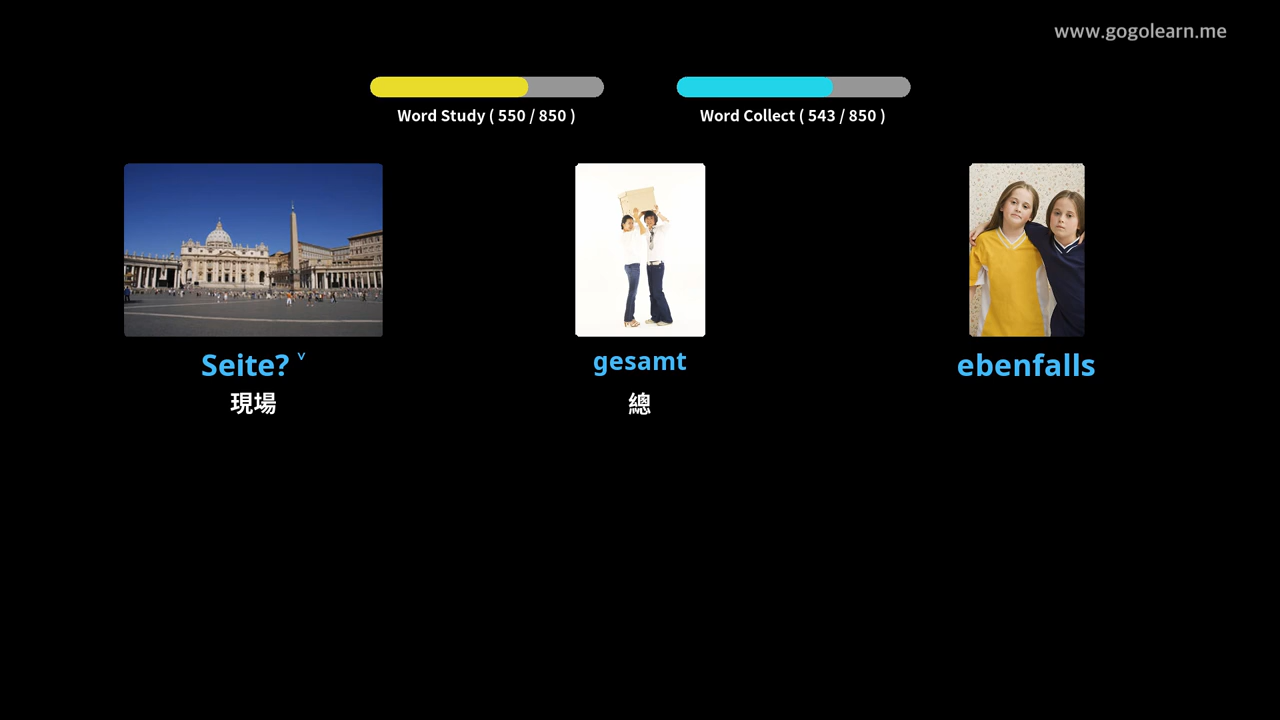 www.gogolearn.me
Word Study ( 550 / 850 )
Word Collect ( 543 / 850 )
Seite? ˅
現場
gesamt
總
ebenfalls